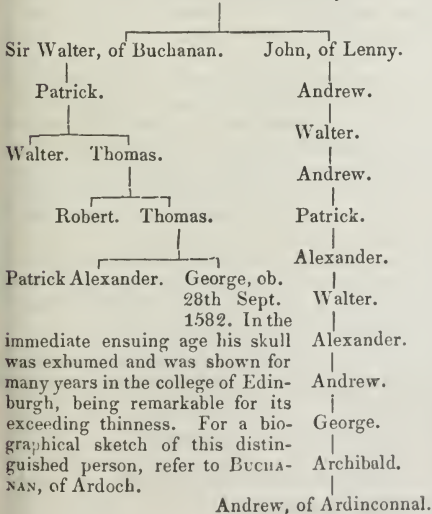 Sir Walter, of Buchanan. John, of Lenny.
Patrick. Andrew.
Walter.
Walter. Thomas.
Andrew.
Robert. Thomas. Patrick.
Alexander.
Patrick Alexander. George, ob.
28th Sept. Walter.
1582. In the
immediate ensuing age his skull Alexander.
was exhumed and was shown for
many years in the college of Edin- Andrew.
burgh, being remarkable for its
exceeding thinness. For a bio- George.
graphical sketch of this distin-
guished person, refer to BUCHA- Archibald.
NAN, of Ardoch.
Andrew, of Ardinconnal.